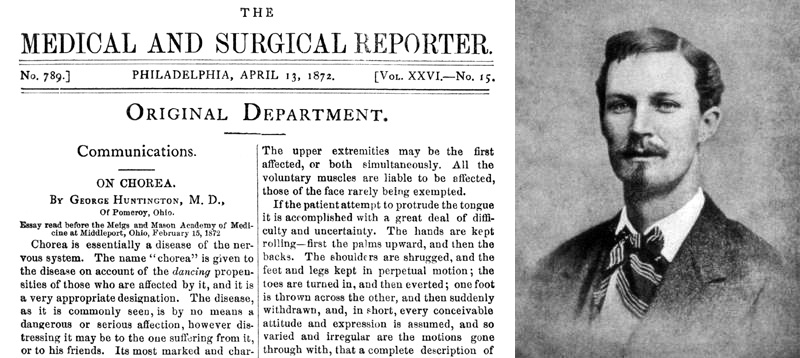 THE
MEDICAL AND SURGICAL REPORTER.
No. 789.] PHILADELPHIA, APRIL 13, 1872. [VOL. XXVI.—No. 15.
ORIGINAL DEPARTMENT.
Communications.
ON CHOREA.
BY GEORGE HUNTINGTON, M. D.,
Of Pomeroy, Ohio.
Essay read before the Meigs and Mason Academy of Medi-
cine at Middleport, Ohio, February 15, 1872
Chorea is essentially a disease of the ner-
vous system. The name "chorea" is given to
the disease on account of the dancing propen-
sities of those who are affected by it, and it is
a very appropriate designation. The disease,
as it is commonly seen, is by no means a
dangerous or serious affection, however dis-
tressing it may be to the one suffering from it,
or to his friends. Its most marked and char-
The upper extremities may be the first
affected, or both simultaneously. All the
voluntary muscles are liable to be affected,
those of the face rarely being exempted.
If the patient attempt to protrude the tongue
it is accomplished with a great deal of diffi-
culty and uncertainty. The hands are kept
rolling—first the palms upward, and then the
backs. The shoulders are shrugged, and the
feet and legs kept in perpetual motion; the
toes are turned in, and then everted; one foot
is thrown across the other, and then suddenly
withdrawn, and, in short, every conceivable
attitude and expression is assumed, and so
varied and irregular are the motions gone
through with, that a complete description of